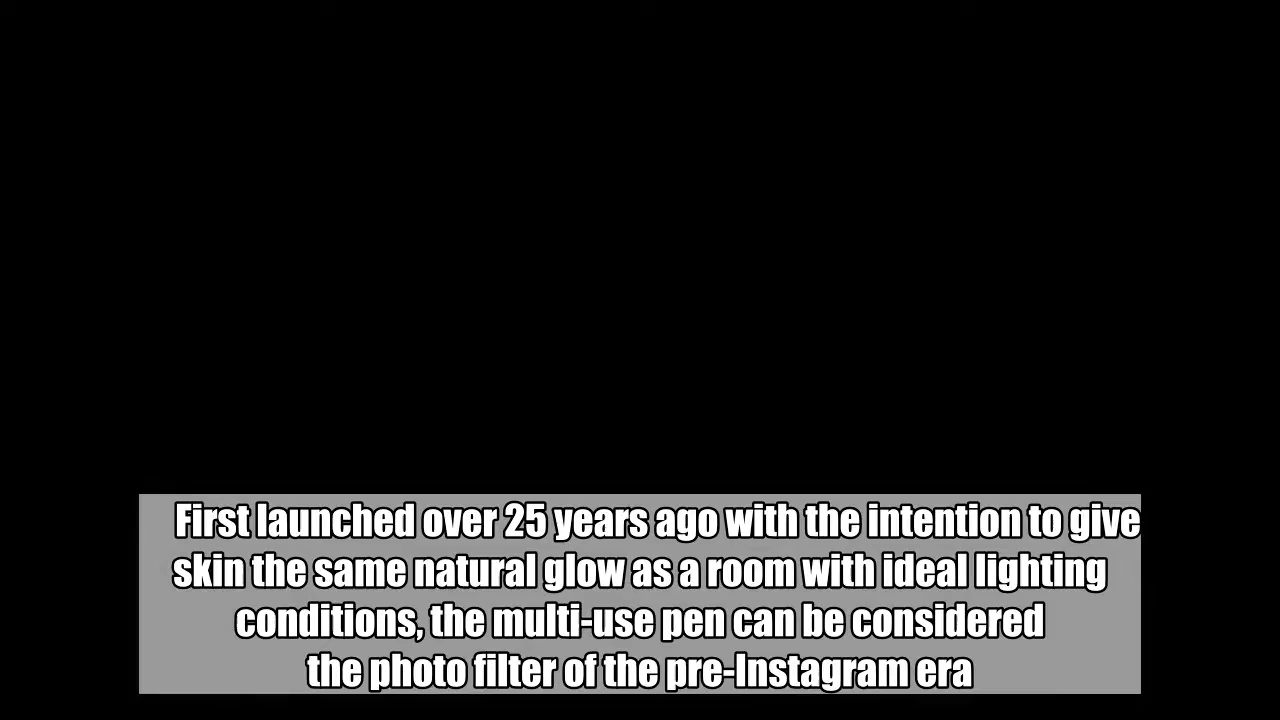 First launched over 25 years ago with the intention to give
skin the same natural glow as a room with ideal lighting
conditions, the multi-use pen can be considered
the photo filter of the pre-Instagram era